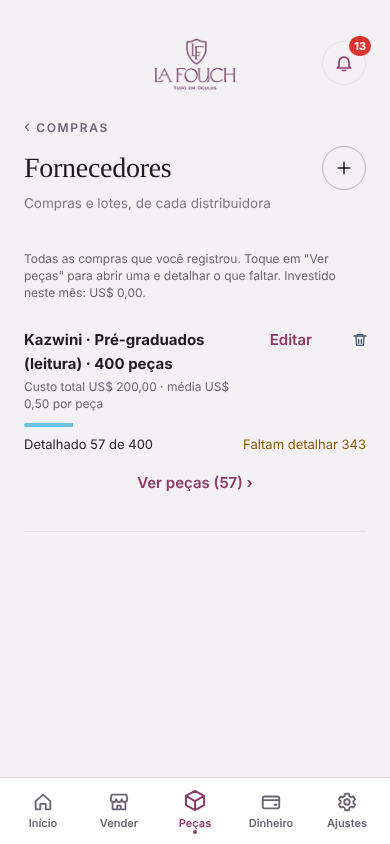 LF
LA FOUCH
TUDO EM ÓCULOS
13
‹ COMPRAS
Fornecedores
Compras e lotes, de cada distribuidora
Todas as compras que você registrou. Toque em "Ver
peças" para abrir uma e detalhar o que faltar. Investido
neste mês: US$ 0,00.
Kazwini · Pré-graduados
(leitura) · 400 peças
Editar
Custo total US$ 200,00 · média US$
0,50 por peça
Detalhado 57 de 400
Faltam detalhar 343
Ver peças (57) ›
Início
Vender
Peças
Dinheiro
Ajustes